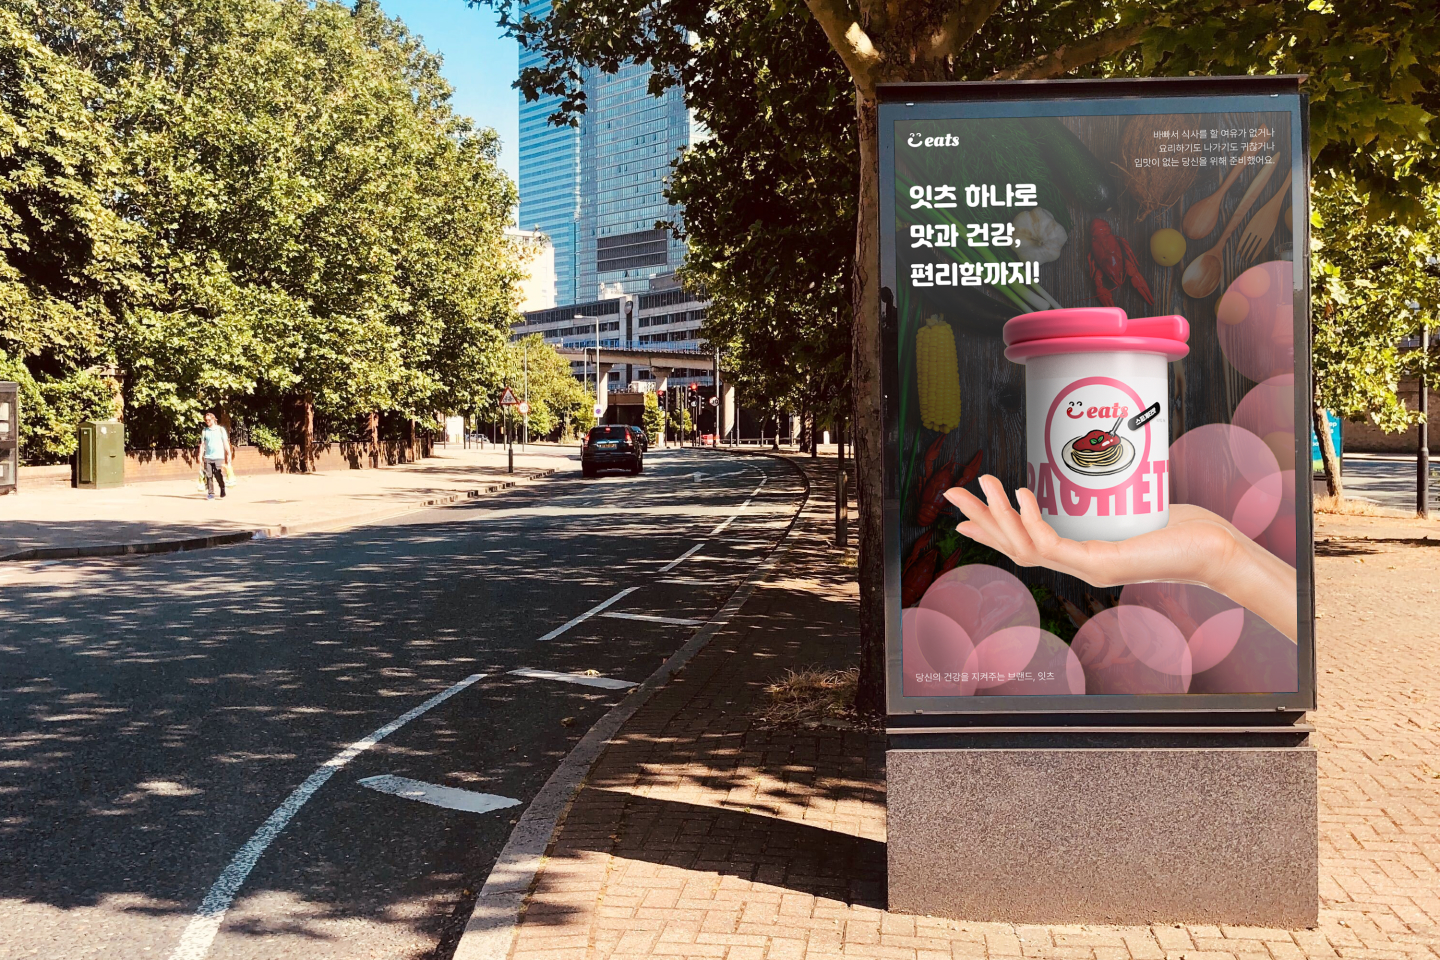 eats
바빠서 식사를 할 여유가 없거나
요리하기도 나가기도 귀찮거나
입맛이 없는 당신을 위해 준비했어요.
잇츠 하나로
맛과 건강,
편리함까지!
eats
스파게티
PAGHET
당신의 건강을 지켜주는 브랜드, 잇츠